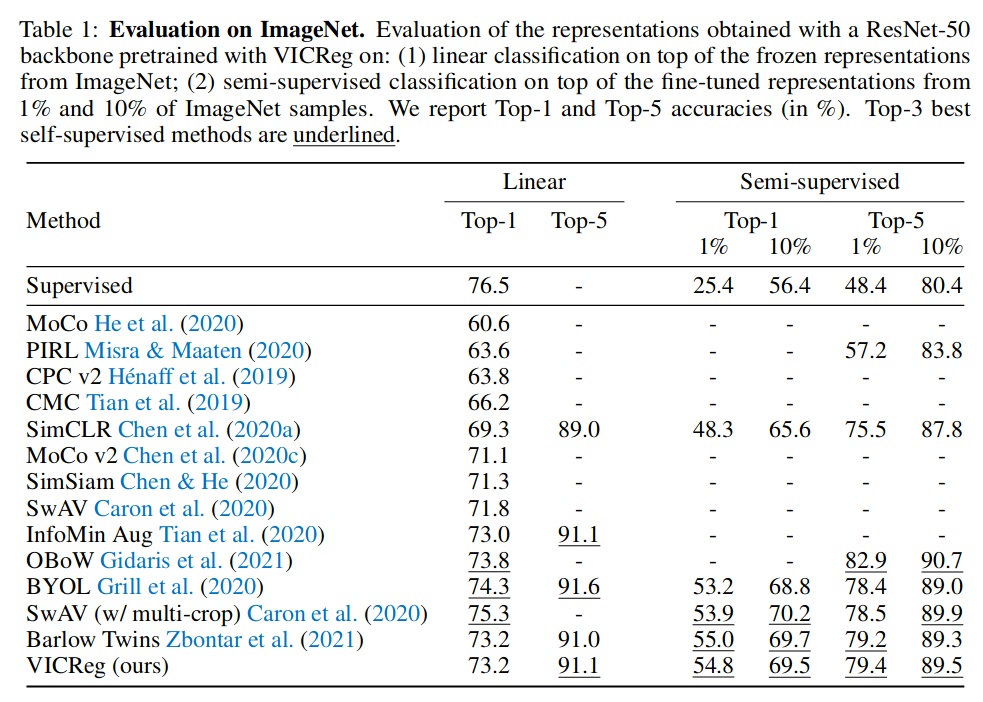 Table 1: Evaluation on ImageNet. Evaluation of the representations obtained with a ResNet-50
backbone pretrained with VICReg on: (1) linear classification on top of the frozen representations
from ImageNet; (2) semi-supervised classification on top of the fine-tuned representations from
1% and 10% of ImageNet samples. We report Top-1 and Top-5 accuracies (in %). Top-3 best
self-supervised methods are underlined.
Linear Semi-supervised
Method Top-1 Top-5 Top-1 Top-5
1% 10% 1% 10%
Supervised 76.5 - 25.4 56.4 48.4 80.4
MoCo He et al. (2020) 60.6 - - - - -
PIRL Misra & Maaten (2020) 63.6 - - - 57.2 83.8
CPC v2 Hénaff et al. (2019) 63.8 - - - - -
CMC Tian et al. (2019) 66.2 - - - - -
SimCLR Chen et al. (2020a) 69.3 89.0 48.3 65.6 75.5 87.8
MoCo v2 Chen et al. (2020c) 71.1 - - - - -
SimSiam Chen & He (2020) 71.3 - - - - -
SwAV Caron et al. (2020) 71.8 - - - - -
InfoMin Aug Tian et al. (2020) 73.0 91.1 - - - -
OBoW Gidaris et al. (2021) 73.8 - - - 82.9 90.7
BYOL Grill et al. (2020) 74.3 91.6 53.2 68.8 78.4 89.0
SwAV (w/ multi-crop) Caron et al. (2020) 75.3 - 53.9 70.2 78.5 89.9
Barlow Twins Zbontar et al. (2021) 73.2 91.0 55.0 69.7 79.2 89.3
VICReg (ours) 73.2 91.1 54.8 69.5 79.4 89.5